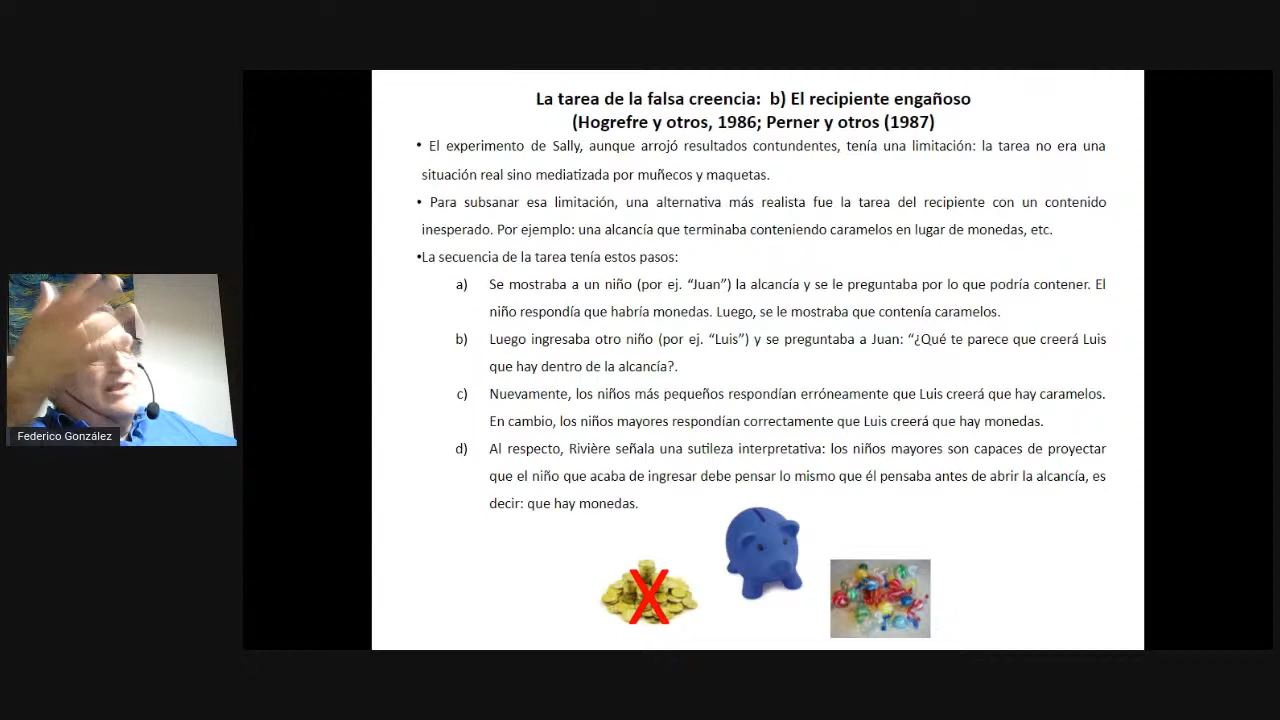 La tarea de la falsa creencia: b) El recipiente engañoso
(Hogrefre y otros, 1986; Perner y otros (1987)
• El experimento de Sally, aunque arrojó resultados contundentes, tenía una limitación: la tarea no era una
situación real sino mediatizada por muñecos y maquetas.
• Para subsanar esa limitación, una alternativa más realista fue la tarea del recipiente con un contenido
inesperado. Por ejemplo: una alcancía que terminaba conteniendo caramelos en lugar de monedas, etc.
•La secuencia de la tarea tenía estos pasos:
a) Se mostraba a un niño (por ej. “Juan”) la alcancía y se le preguntaba por lo que podría contener. El
niño respondía que habría monedas. Luego, se le mostraba que contenía caramelos.
b) Luego ingresaba otro niño (por ej. “Luis”) y se preguntaba a Juan: “¿Qué te parece que creerá Luis
que hay dentro de la alcancía?.
c) Nuevamente, los niños más pequeños respondían erróneamente que Luis creerá que hay caramelos.
En cambio, los niños mayores respondían correctamente que Luis creerá que hay monedas.
d) Al respecto, Rivière señala una sutileza interpretativa: los niños mayores son capaces de proyectar
que el niño que acaba de ingresar debe pensar lo mismo que él pensaba antes de abrir la alcancía, es
decir: que hay monedas.
X
Federico González